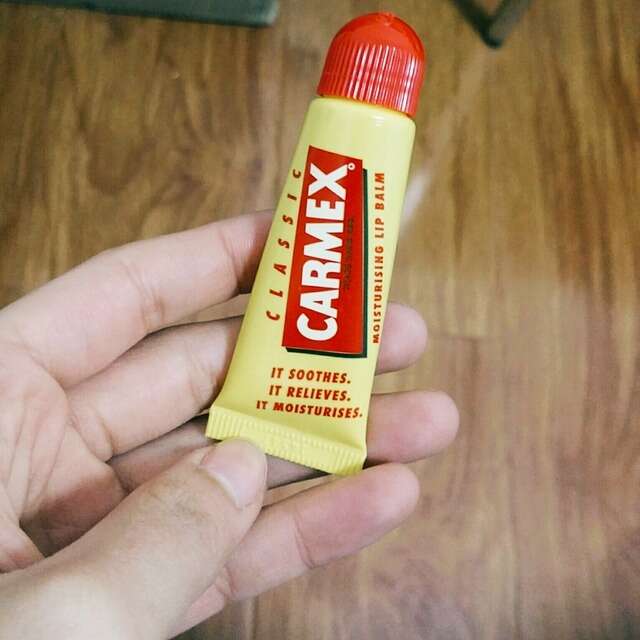 CLASSIC
CARMEX
MOISTURISING LIP BALM
IT SOOTHES.
IT RELIEVES.
IT MOISTURISES.